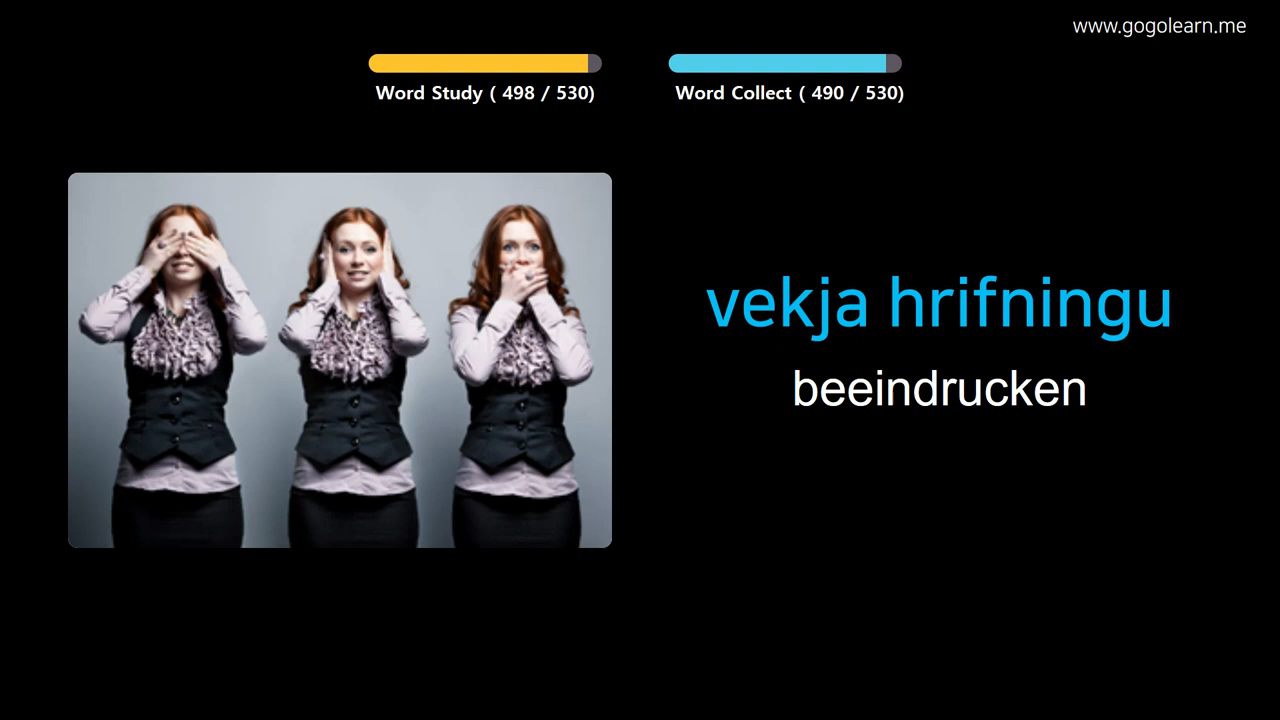 www.gogolearn.me
Word Study ( 498 / 530)
Word Collect ( 490 / 530)
vekja hrifningu
beeindrucken